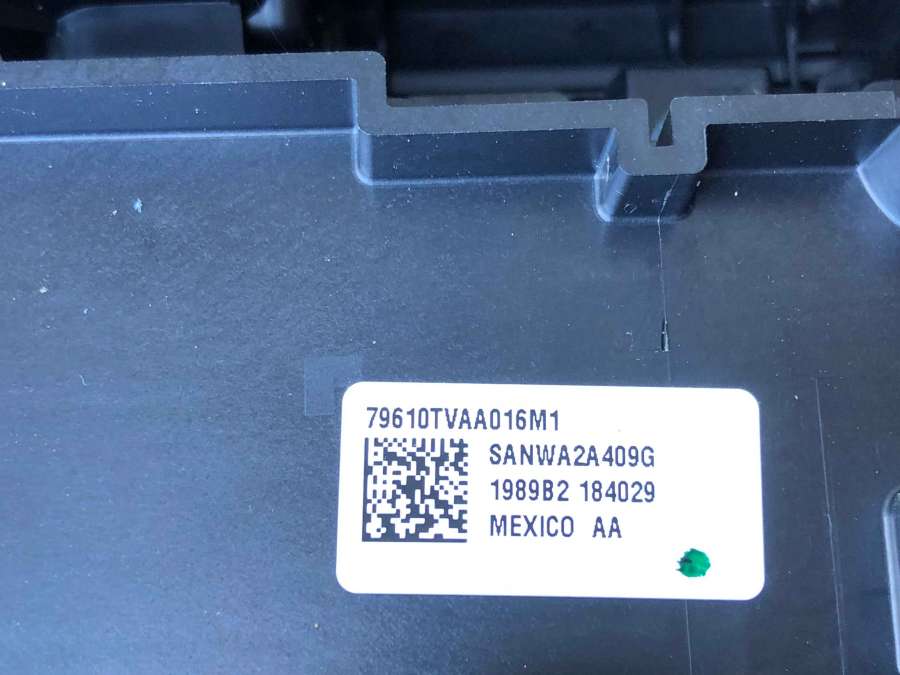 79610TVAA016M1
SANWA2A409G
1989B2 184029
MEXICO AA